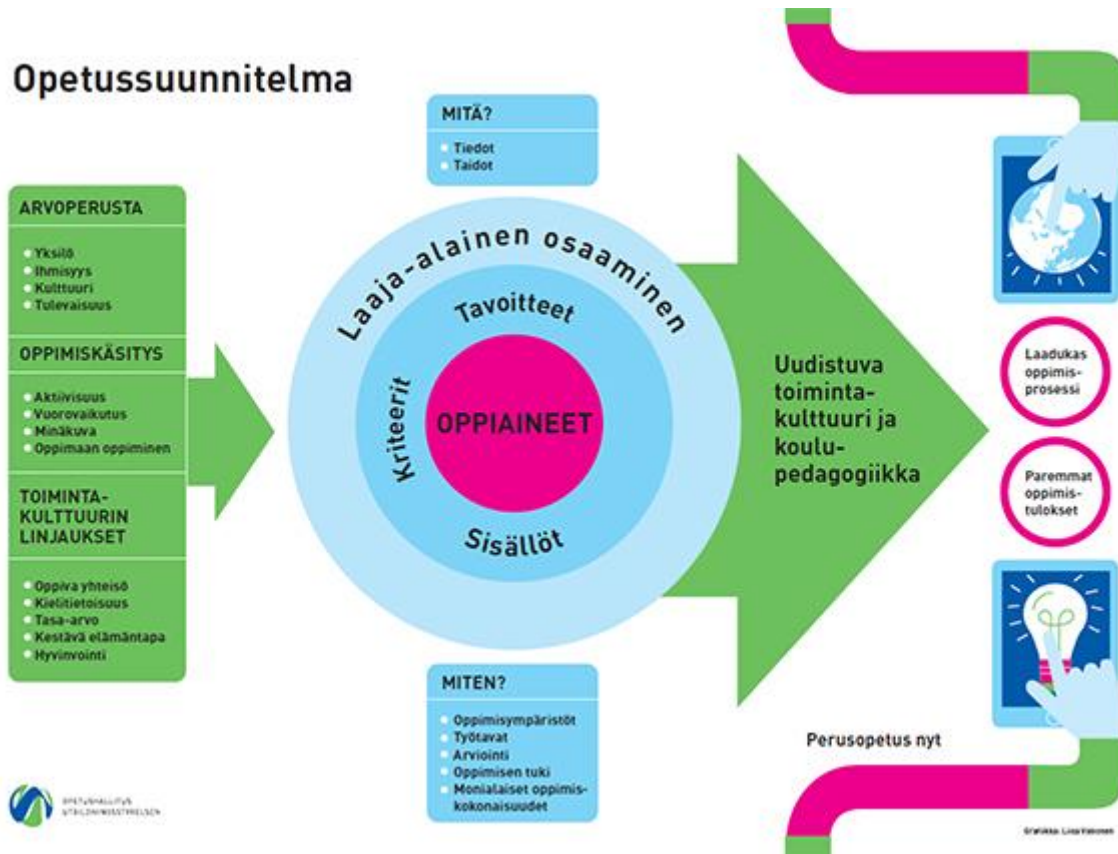 Opetussuunnitelma
ARVOPERUSTA
Yksilö
Ihmisyys
Kulttuuri
Tulevaisuus
OPPIMISKÄSITYS
Aktiivisuus
Vuorovaikutus
Minäkuva
Oppimaan oppiminen
TOIMINTA-
KULTTUURIN
LINJAUKSET
Oppiva yhteisö
Kielitietoisuus
Tasa-arvo
Kestävä elämäntapa
Hyvinvointi
MITÄ?
Tiedot
Taidot
Laaja-alainen osaaminen
Tavoitteet
Kriteerit
OPPIAINEET
Sisällöt
MITEN?
Oppimisympäristöt
Työtavat
Arviointi
Oppimisen tuki
Monialaiset oppimis-
kokonaisuudet
Uudistuva
toiminta-
kulttuuri ja
koulu-
pedagogiikka
Laadukas
oppimis-
prosessi
Paremmat
oppimis-
tulokset
Perusopetus nyt
OPETUSHALLITUS
UTBILDNINGSSTYRELSEN